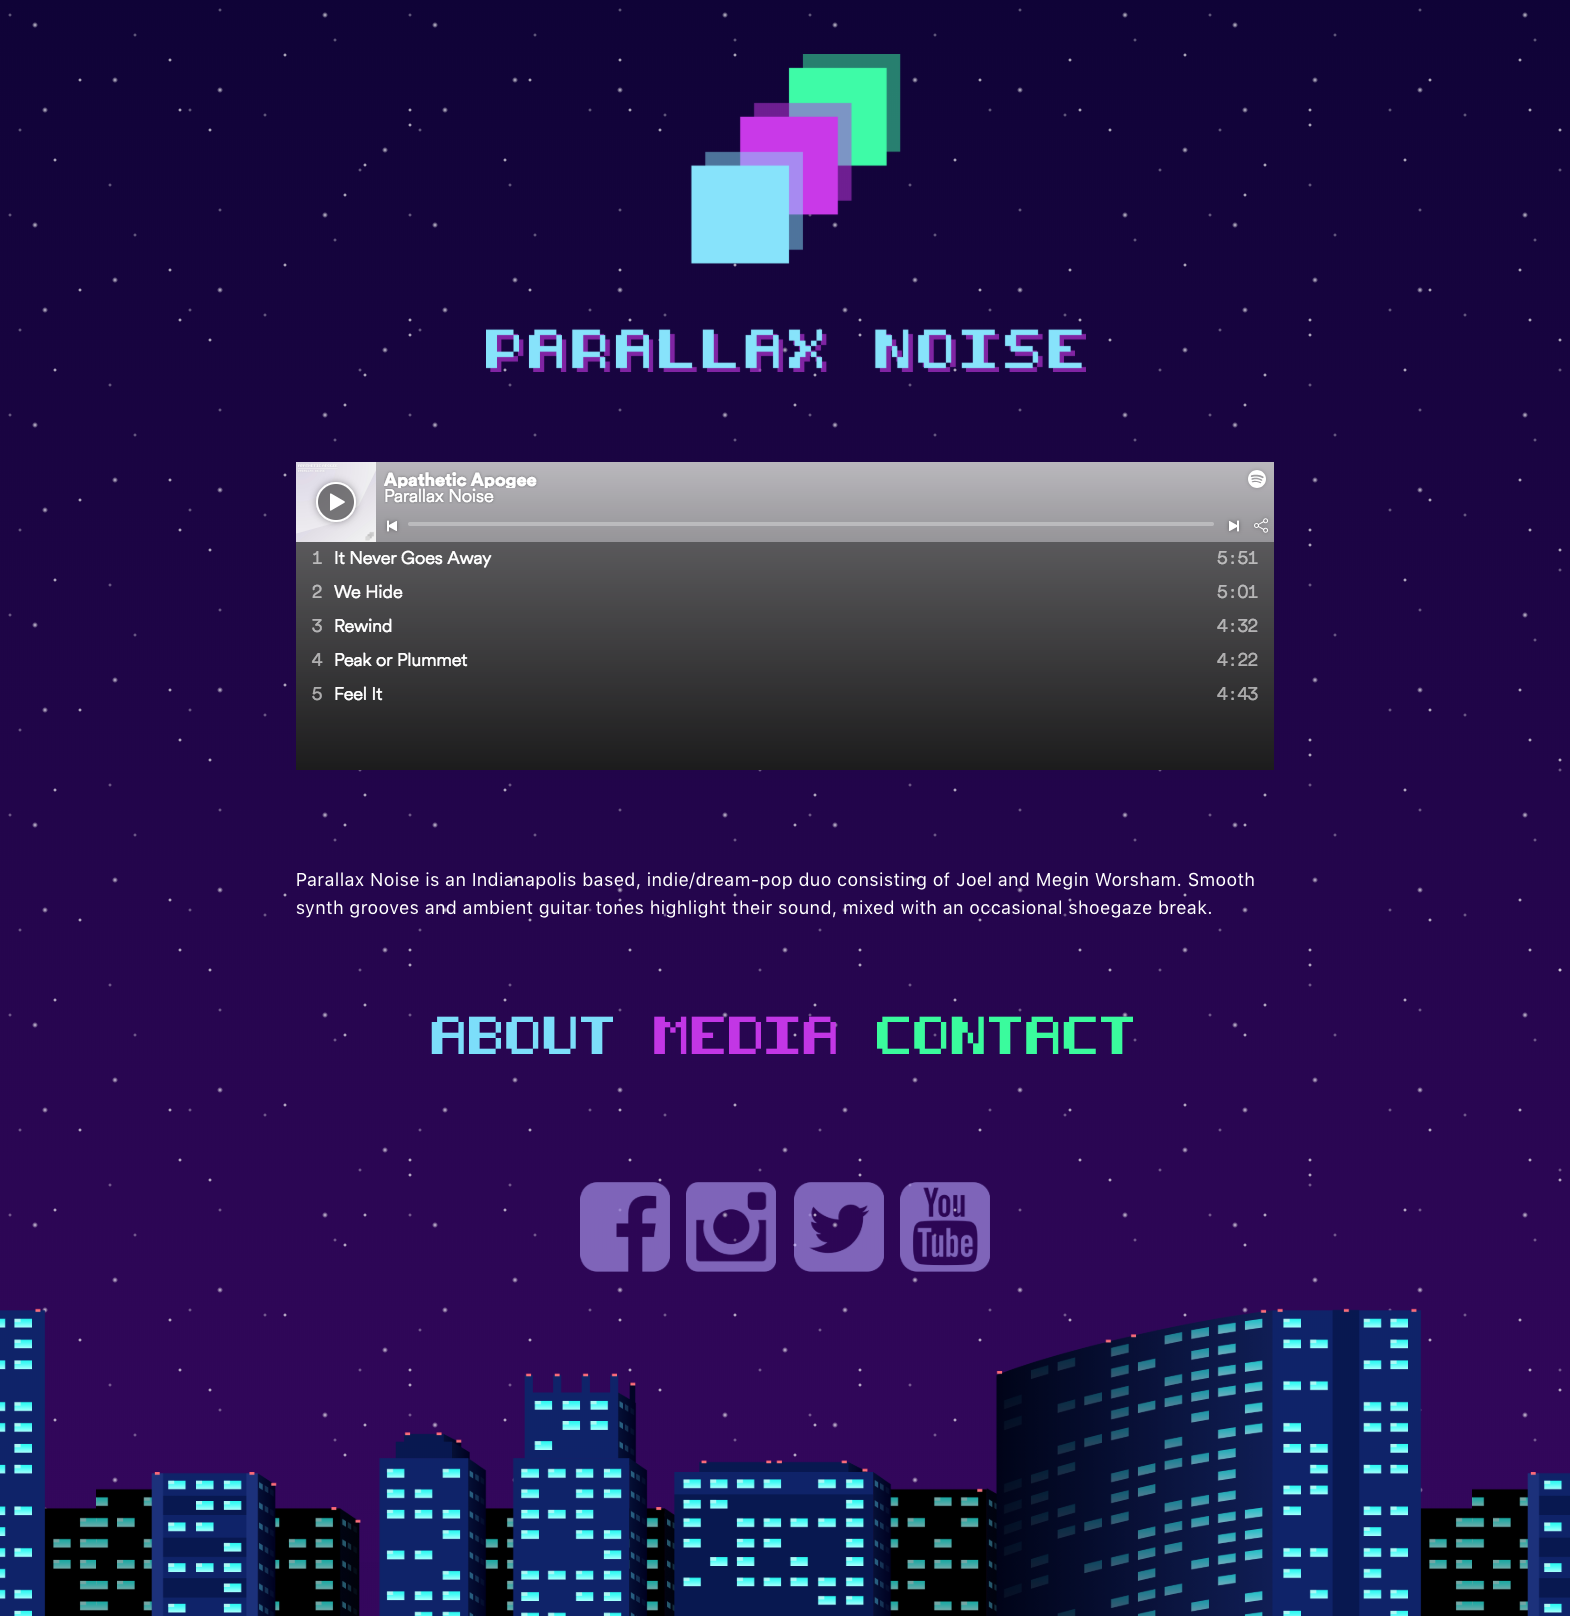 PARALLAX NOISE
Apathetic Apogee
Parallax Noise
1 It Never Goes Away 5:51
2 We Hide 5:01
3 Rewind 4:32
4 Peak or Plummet 4:22
5 Feel It 4:43
Parallax Noise is an Indianapolis based, indie/dream-pop duo consisting of Joel and Megin Worsham. Smooth
synth grooves and ambient guitar tones highlight their sound, mixed with an occasional shoegaze break.
ABOUT MEDIA CONTACT
You
Tube